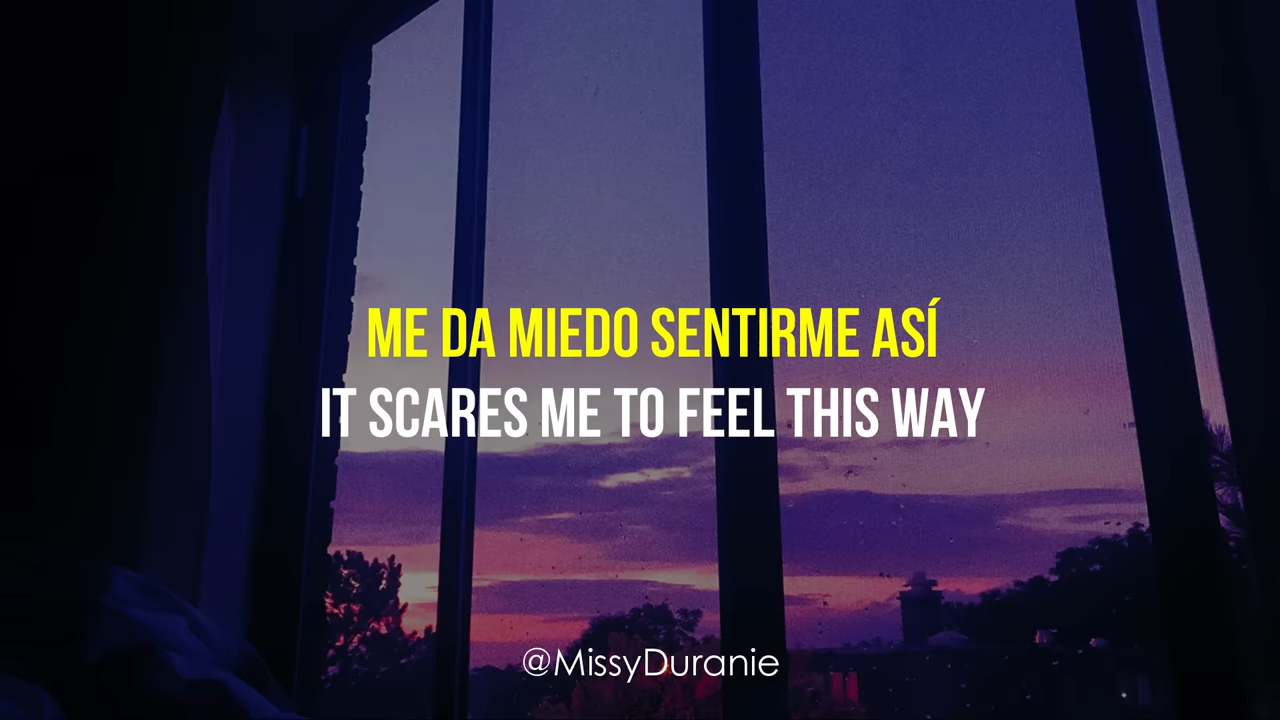 ME DA MIEDO SENTIRME ASÍ
IT SCARES ME TO FEEL THIS WAY
@MissyDuranie